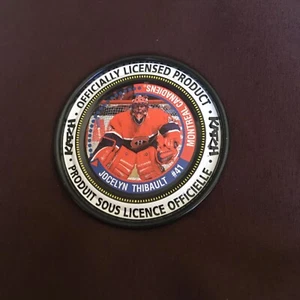 • OFFICIALLY LICENSED PRODUCT •
KATCH
KATCH
PRODUIT SOUS LICENCE OFFICIELLE
MONTREAL CANADIENS
JOCELYN THIBAULT #41